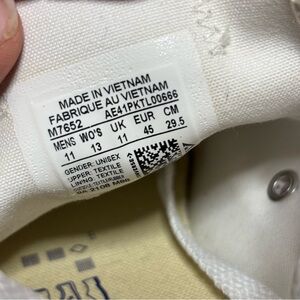 MADE IN VIETNAM
FABRIQUE AU VIETNAM
M7652 AE41PKTL00666
MENS WO'S UK EUR CM
11 13 11 45 29.5
GENDER: UNISEX
UPPER: TEXTILE
LINING: TEXTILE